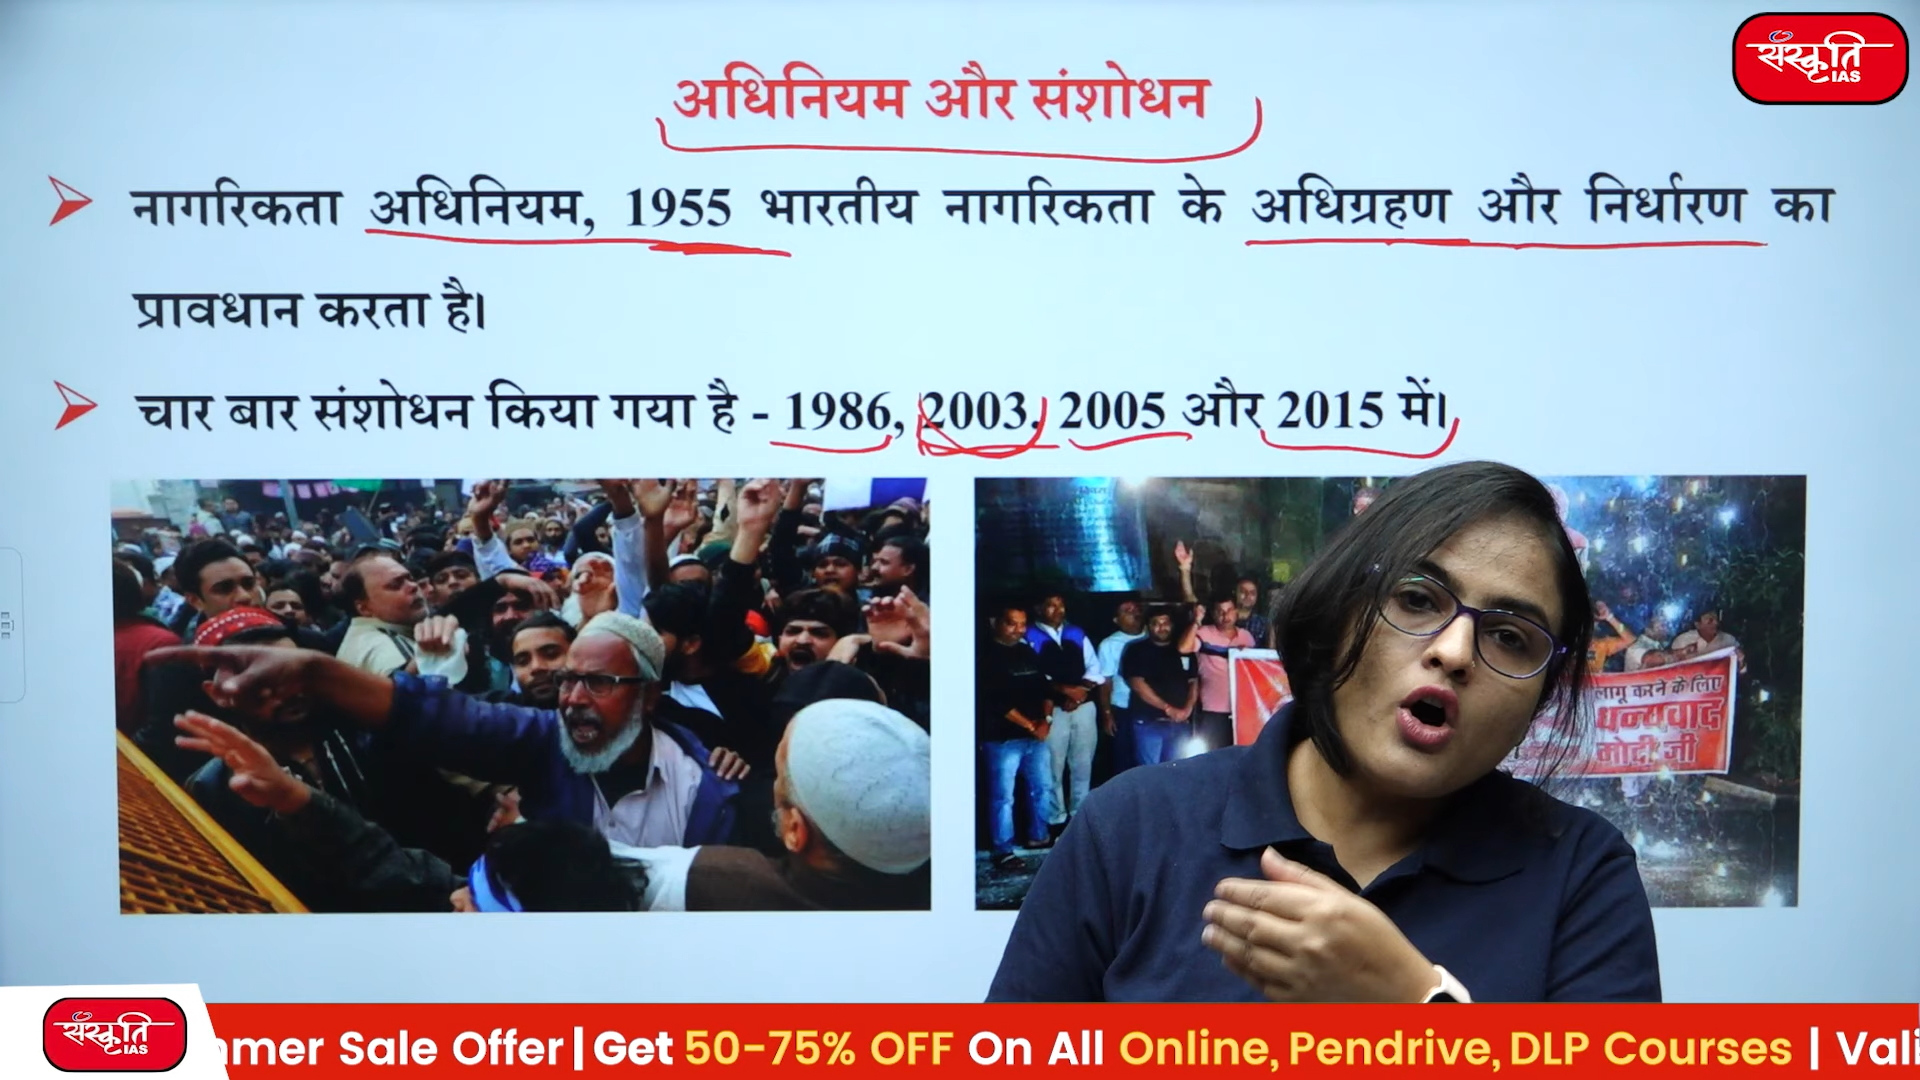 संस्कृति
IAS
अधिनियम और संशोधन
नागरिकता अधिनियम, 1955 भारतीय नागरिकता के अधिग्रहण और निर्धारण का
प्रावधान करता है।
चार बार संशोधन किया गया है - 1986, 2003, 2005 और 2015 में।
लागू करने के लिए
धन्यवाद
मोदी जी
संस्कृति
IAS
mmer Sale Offer | Get 50-75% OFF On All Online, Pendrive, DLP Courses | Vali